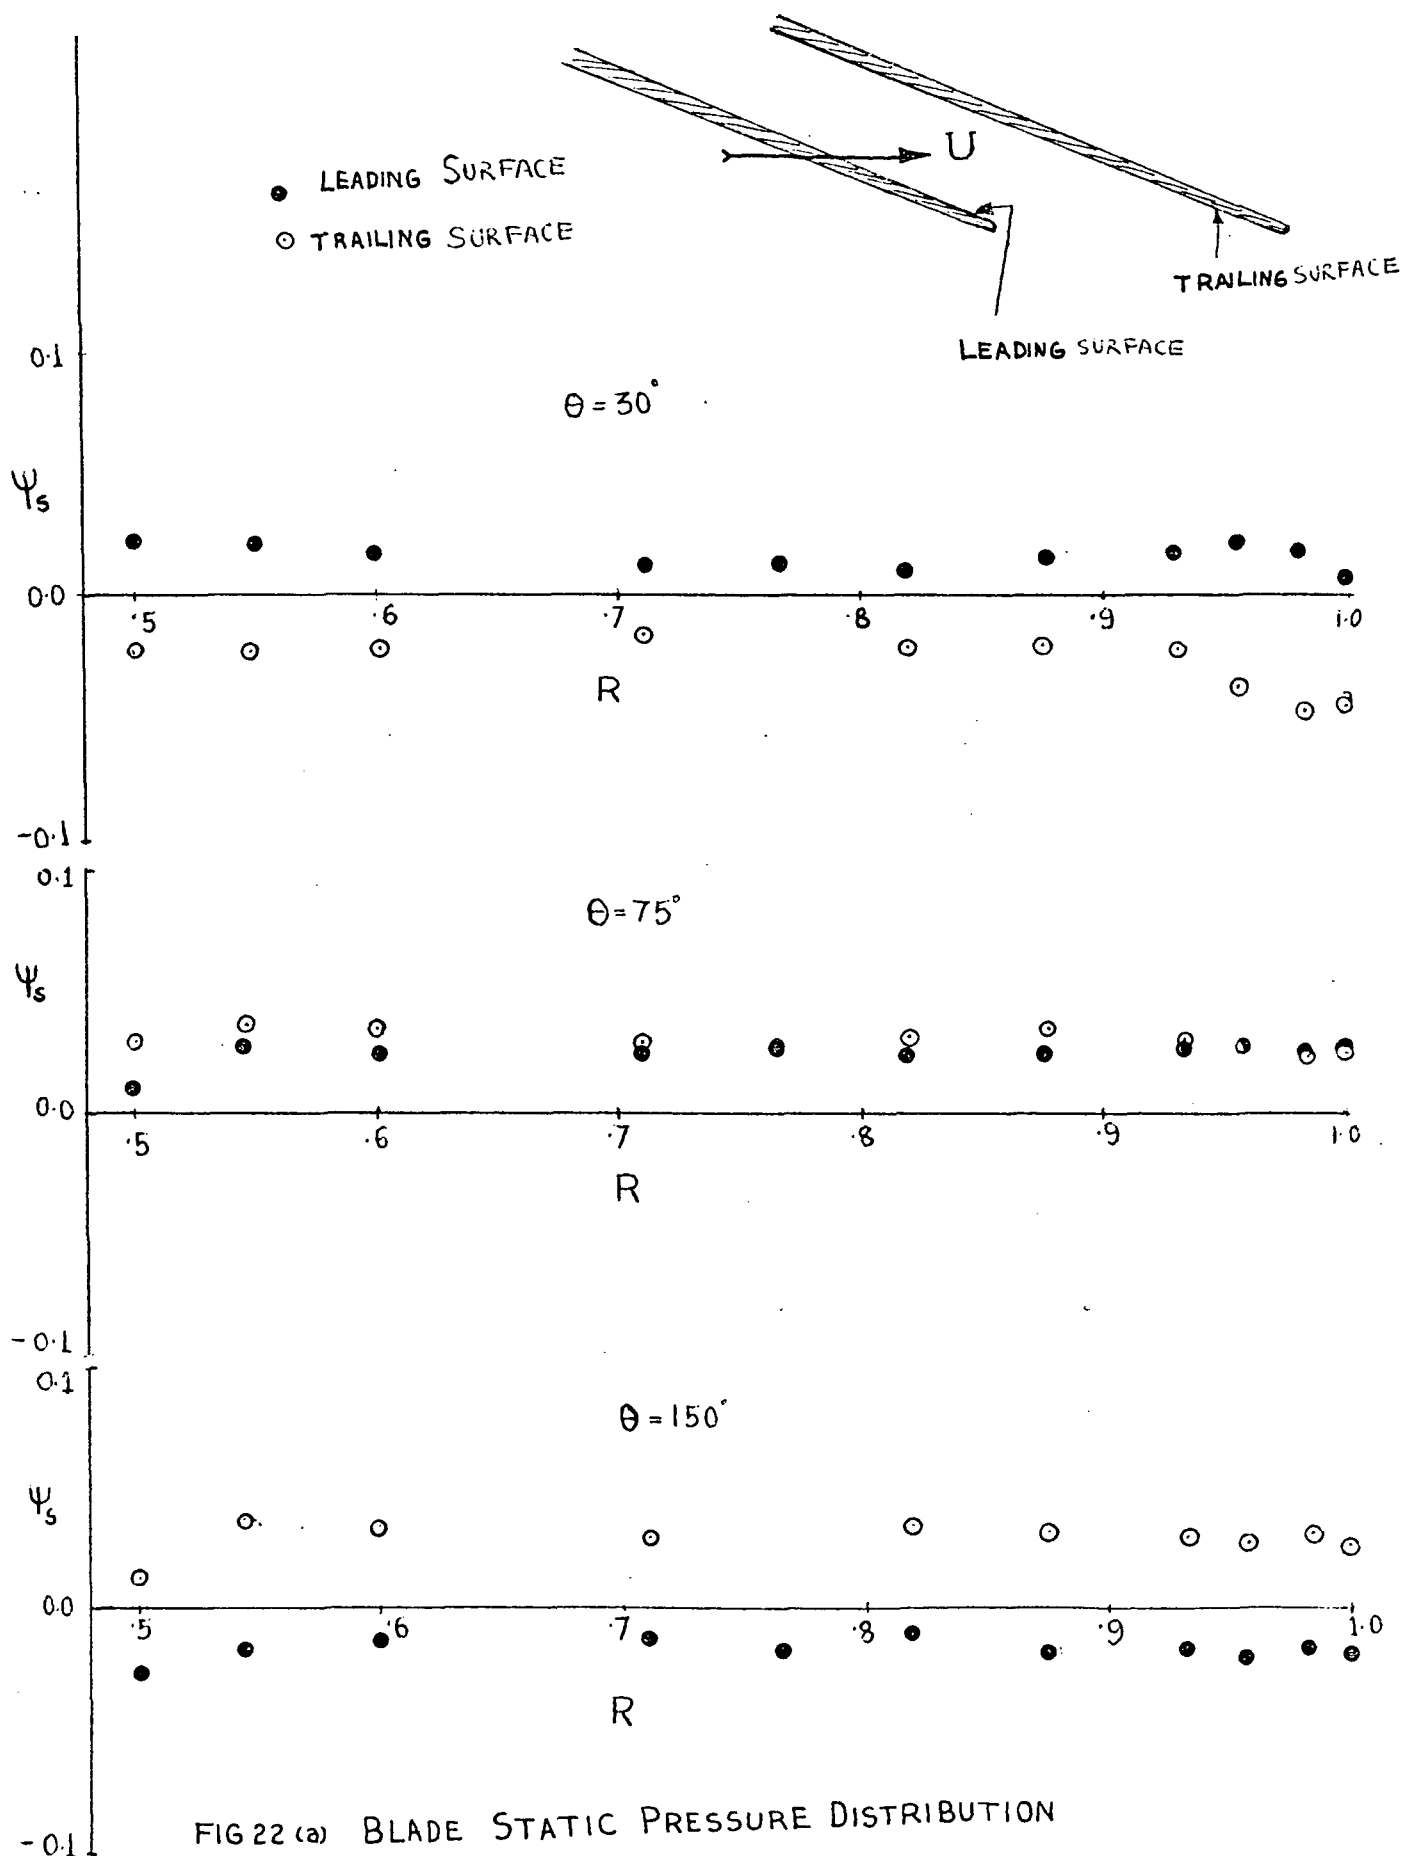 U
● LEADING SURFACE
⊙ TRAILING SURFACE
TRAILING SURFACE
LEADING SURFACE
0.1
θ = 30°
Ψs
0.0
.5 .6 .7 .8 .9 1.0
R
-0.1
0.1
θ = 75°
Ψs
0.0
.5 .6 .7 .8 .9 1.0
R
-0.1
0.1
θ = 150°
Ψs
0.0
.5 .6 .7 .8 .9 1.0
R
-0.1
FIG 22 (a) BLADE STATIC PRESSURE DISTRIBUTION